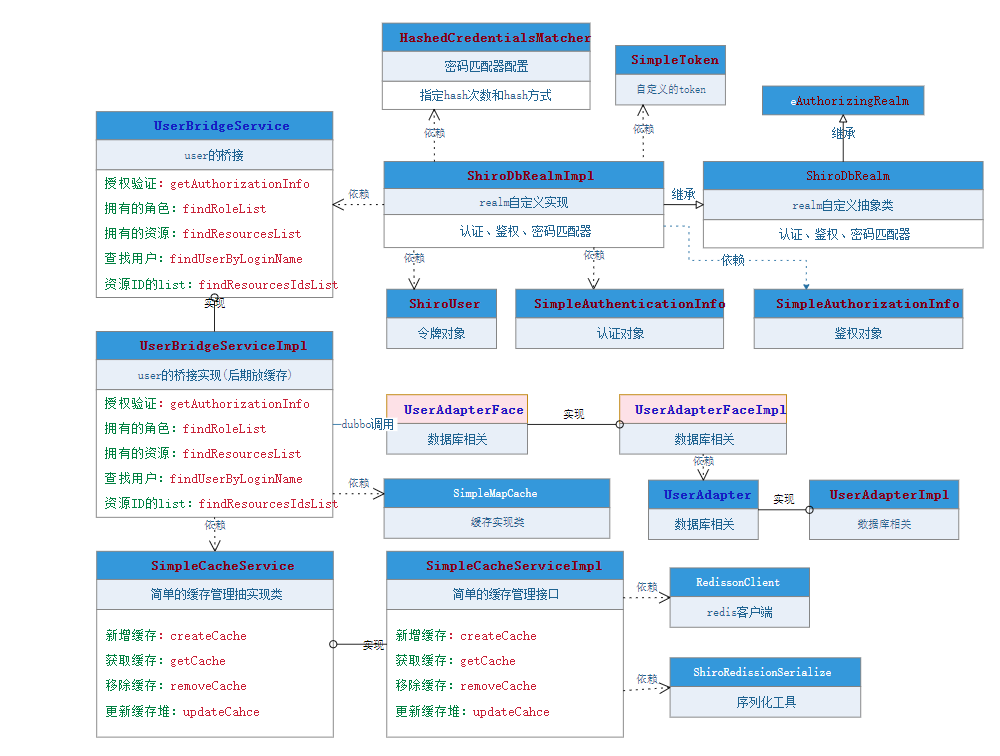 HashedCredentialsMatcher
密码匹配器配置
指定hash次数和hash方式
SimpleToken
自定义的token
eAuthorizingRealm
依赖
依赖
继承
UserBridgeService
user的桥接
授权验证：getAuthorizationInfo
拥有的角色：findRoleList
拥有的资源：findResourcesList
查找用户：findUserByLoginName
资源ID的list：findResourcesIdsList
依赖
ShiroDbRealmImpl
realm自定义实现
认证、鉴权、密码匹配器
继承
ShiroDbRealm
realm自定义抽象类
认证、鉴权、密码匹配器
依赖
依赖
依赖
ShiroUser
令牌对象
SimpleAuthenticationInfo
认证对象
SimpleAuthorizationInfo
鉴权对象
实现
UserBridgeServiceImpl
user的桥接实现(后期放缓存)
授权验证：getAuthorizationInfo
拥有的角色：findRoleList
拥有的资源：findResourcesList
查找用户：findUserByLoginName
资源ID的list：findResourcesIdsList
dubbo调用
UserAdapterFace
数据库相关
实现
UserAdapterFaceImpl
数据库相关
依赖
依赖
SimpleMapCache
缓存实现类
UserAdapter
数据库相关
实现
UserAdapterImpl
数据库相关
依赖
SimpleCacheService
简单的缓存管理抽实现类
新增缓存：createCache
获取缓存：getCache
移除缓存：removeCache
更新缓存堆：updateCahce
实现
SimpleCacheServiceImpl
简单的缓存管理接口
新增缓存：createCache
获取缓存：getCache
移除缓存：removeCache
更新缓存堆：updateCahce
依赖
RedissonClient
redis客户端
依赖
ShiroRedissionSerialize
序列化工具